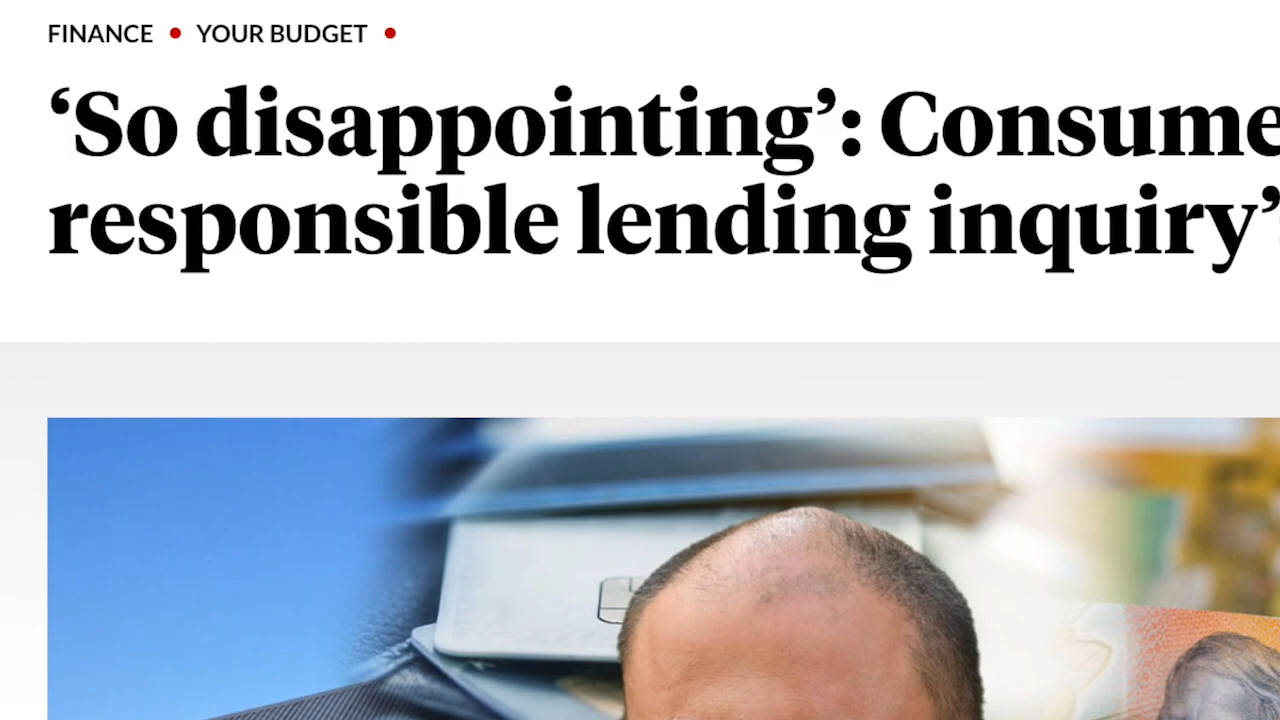 FINANCE • YOUR BUDGET •
‘So disappointing’: Consume
responsible lending inquiry’